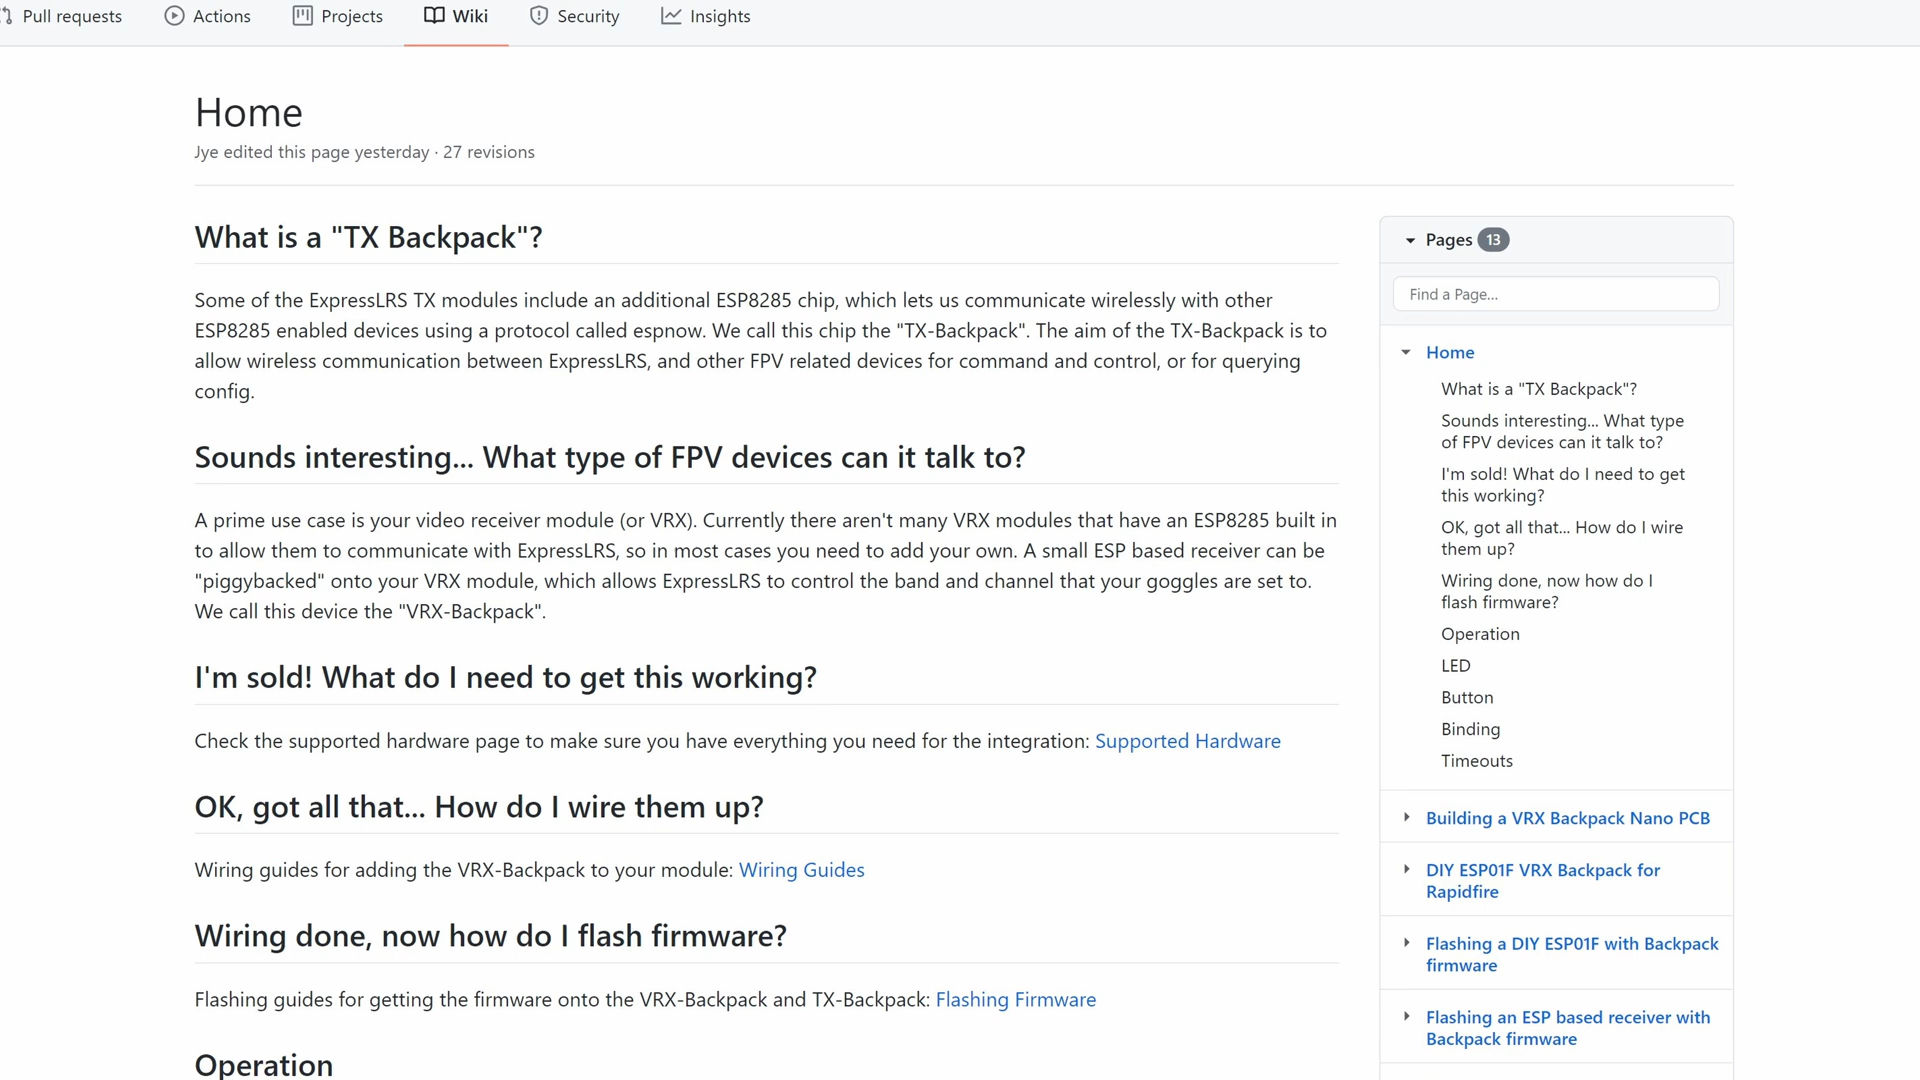 Pull requests
Actions
Projects
Wiki
Security
Insights
Home
Jye edited this page yesterday · 27 revisions
What is a "TX Backpack"?
Some of the ExpressLRS TX modules include an additional ESP8285 chip, which lets us communicate wirelessly with other
ESP8285 enabled devices using a protocol called espnow. We call this chip the "TX-Backpack". The aim of the TX-Backpack is to
allow wireless communication between ExpressLRS, and other FPV related devices for command and control, or for querying
config.
Sounds interesting... What type of FPV devices can it talk to?
A prime use case is your video receiver module (or VRX). Currently there aren't many VRX modules that have an ESP8285 built in
to allow them to communicate with ExpressLRS, so in most cases you need to add your own. A small ESP based receiver can be
"piggybacked" onto your VRX module, which allows ExpressLRS to control the band and channel that your goggles are set to.
We call this device the "VRX-Backpack".
I'm sold! What do I need to get this working?
Check the supported hardware page to make sure you have everything you need for the integration: Supported Hardware
OK, got all that... How do I wire them up?
Wiring guides for adding the VRX-Backpack to your module: Wiring Guides
Wiring done, now how do I flash firmware?
Flashing guides for getting the firmware onto the VRX-Backpack and TX-Backpack: Flashing Firmware
Operation
Pages 13
Find a Page...
Home
What is a "TX Backpack"?
Sounds interesting... What type
of FPV devices can it talk to?
I'm sold! What do I need to get
this working?
OK, got all that... How do I wire
them up?
Wiring done, now how do I
flash firmware?
Operation
LED
Button
Binding
Timeouts
Building a VRX Backpack Nano PCB
DIY ESP01F VRX Backpack for
Rapidfire
Flashing a DIY ESP01F with Backpack
firmware
Flashing an ESP based receiver with
Backpack firmware